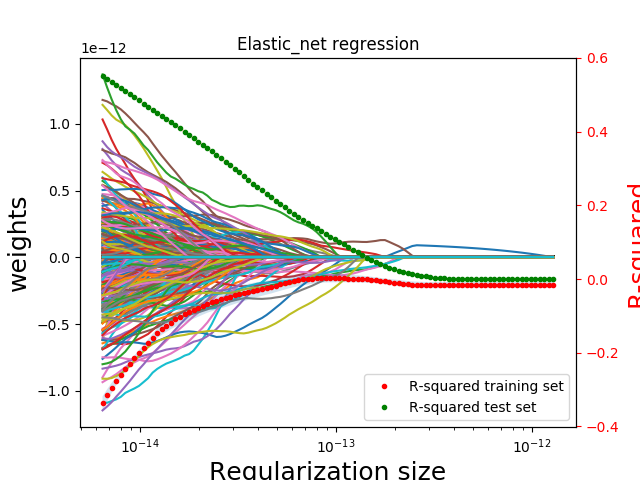 Elastic_net regression
1e−12
1.0
0.5
0.0
−0.5
−1.0
weights
0.6
0.4
0.2
0.0
−0.2
−0.4
R-squared
R-squared training set
R-squared test set
10⁻¹⁴ 10⁻¹³ 10⁻¹²
Regularization size